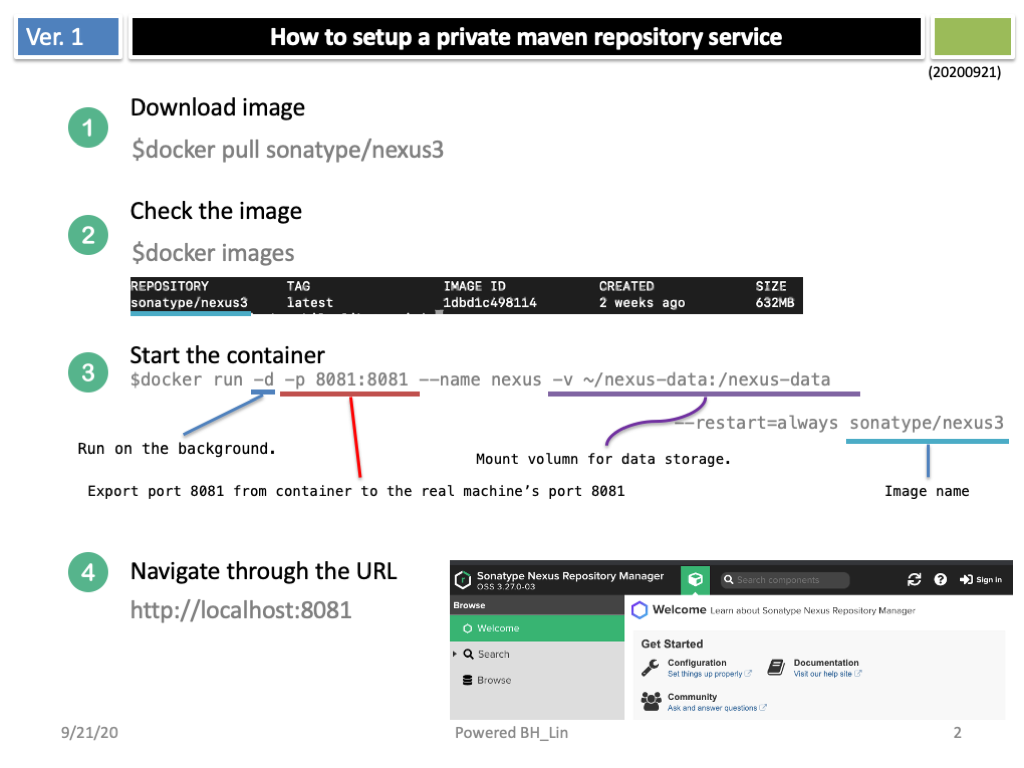 Ver. 1
How to setup a private maven repository service
(20200921)
1
Download image
$docker pull sonatype/nexus3
2
Check the image
$docker images
REPOSITORY TAG IMAGE ID CREATED SIZE
sonatype/nexus3 latest 1dbd1c498114 2 weeks ago 632MB
3
Start the container
$docker run -d -p 8081:8081 --name nexus -v ~/nexus-data:/nexus-data
--restart=always sonatype/nexus3
Run on the background.
Mount volumn for data storage.
Export port 8081 from container to the real machine’s port 8081
Image name
4
Navigate through the URL
http://localhost:8081
Sonatype Nexus Repository Manager
OSS 3.27.0-03
Search components
Sign in
Browse
Welcome
Search
Browse
Welcome Learn about Sonatype Nexus Repository Manager
Get Started
Configuration
Set things up properly
Documentation
Visit our help site
Community
Ask and answer questions
9/21/20
Powered BH_Lin
2